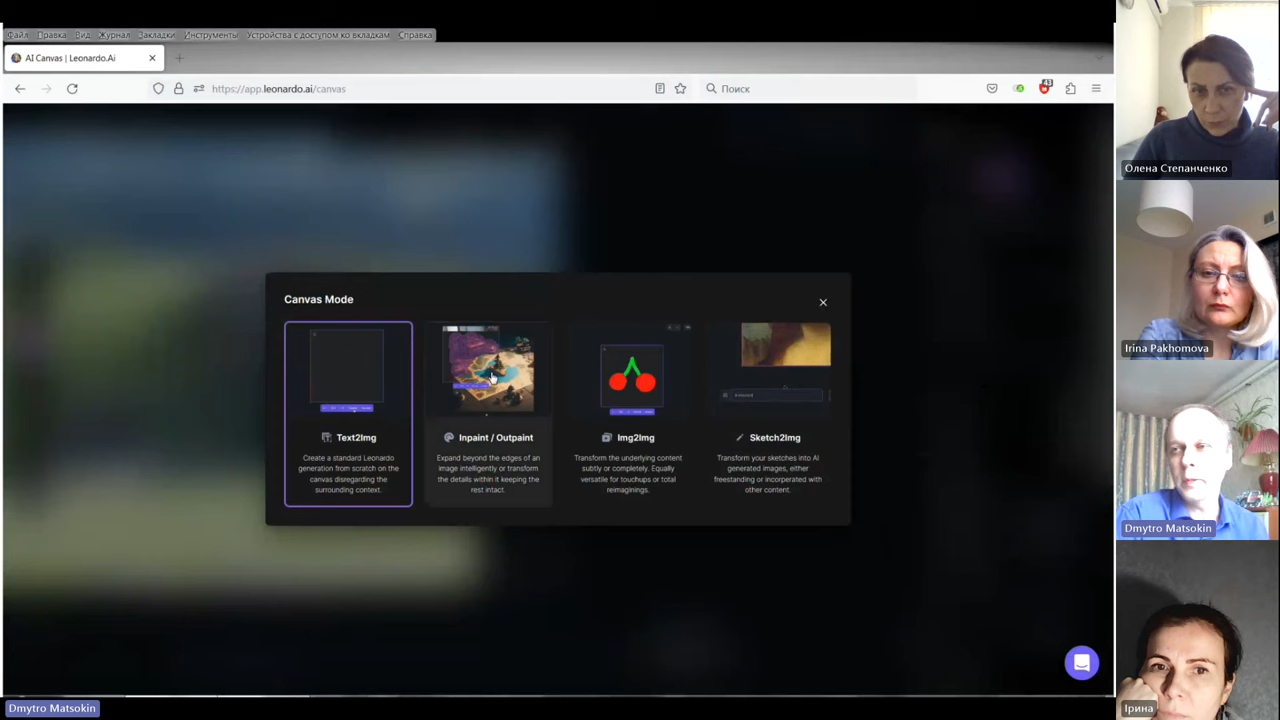 Файл Правка Вид Журнал Закладки Инструменты Устройства с доступом ко вкладкам Справка
AI Canvas | Leonardo.Ai
https://app.leonardo.ai/canvas
Поиск
43
Canvas Mode
Text2Img
Create a standard Leonardo
generation from scratch on the
canvas disregarding the
surrounding context.
Inpaint / Outpaint
Expand beyond the edges of an
image intelligently or transform
the details within it keeping the
rest intact.
Img2Img
Transform the underlying content
subtly or completely. Equally
versatile for touchups or total
reimaginings.
Sketch2Img
Transform your sketches into AI
generated images, either
freestanding or incorporated with
other content.
Олена Степанченко
Irina Pakhomova
Dmytro Matsokin
Ірина
Dmytro Matsokin